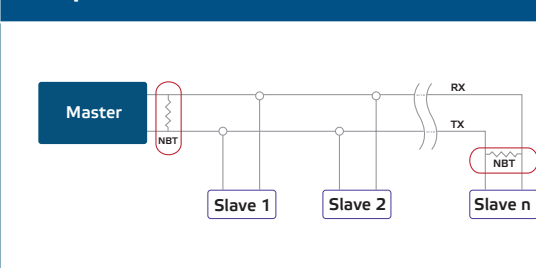 RX
Master
TX
NBT
NBT
Slave 1
Slave 2
Slave n